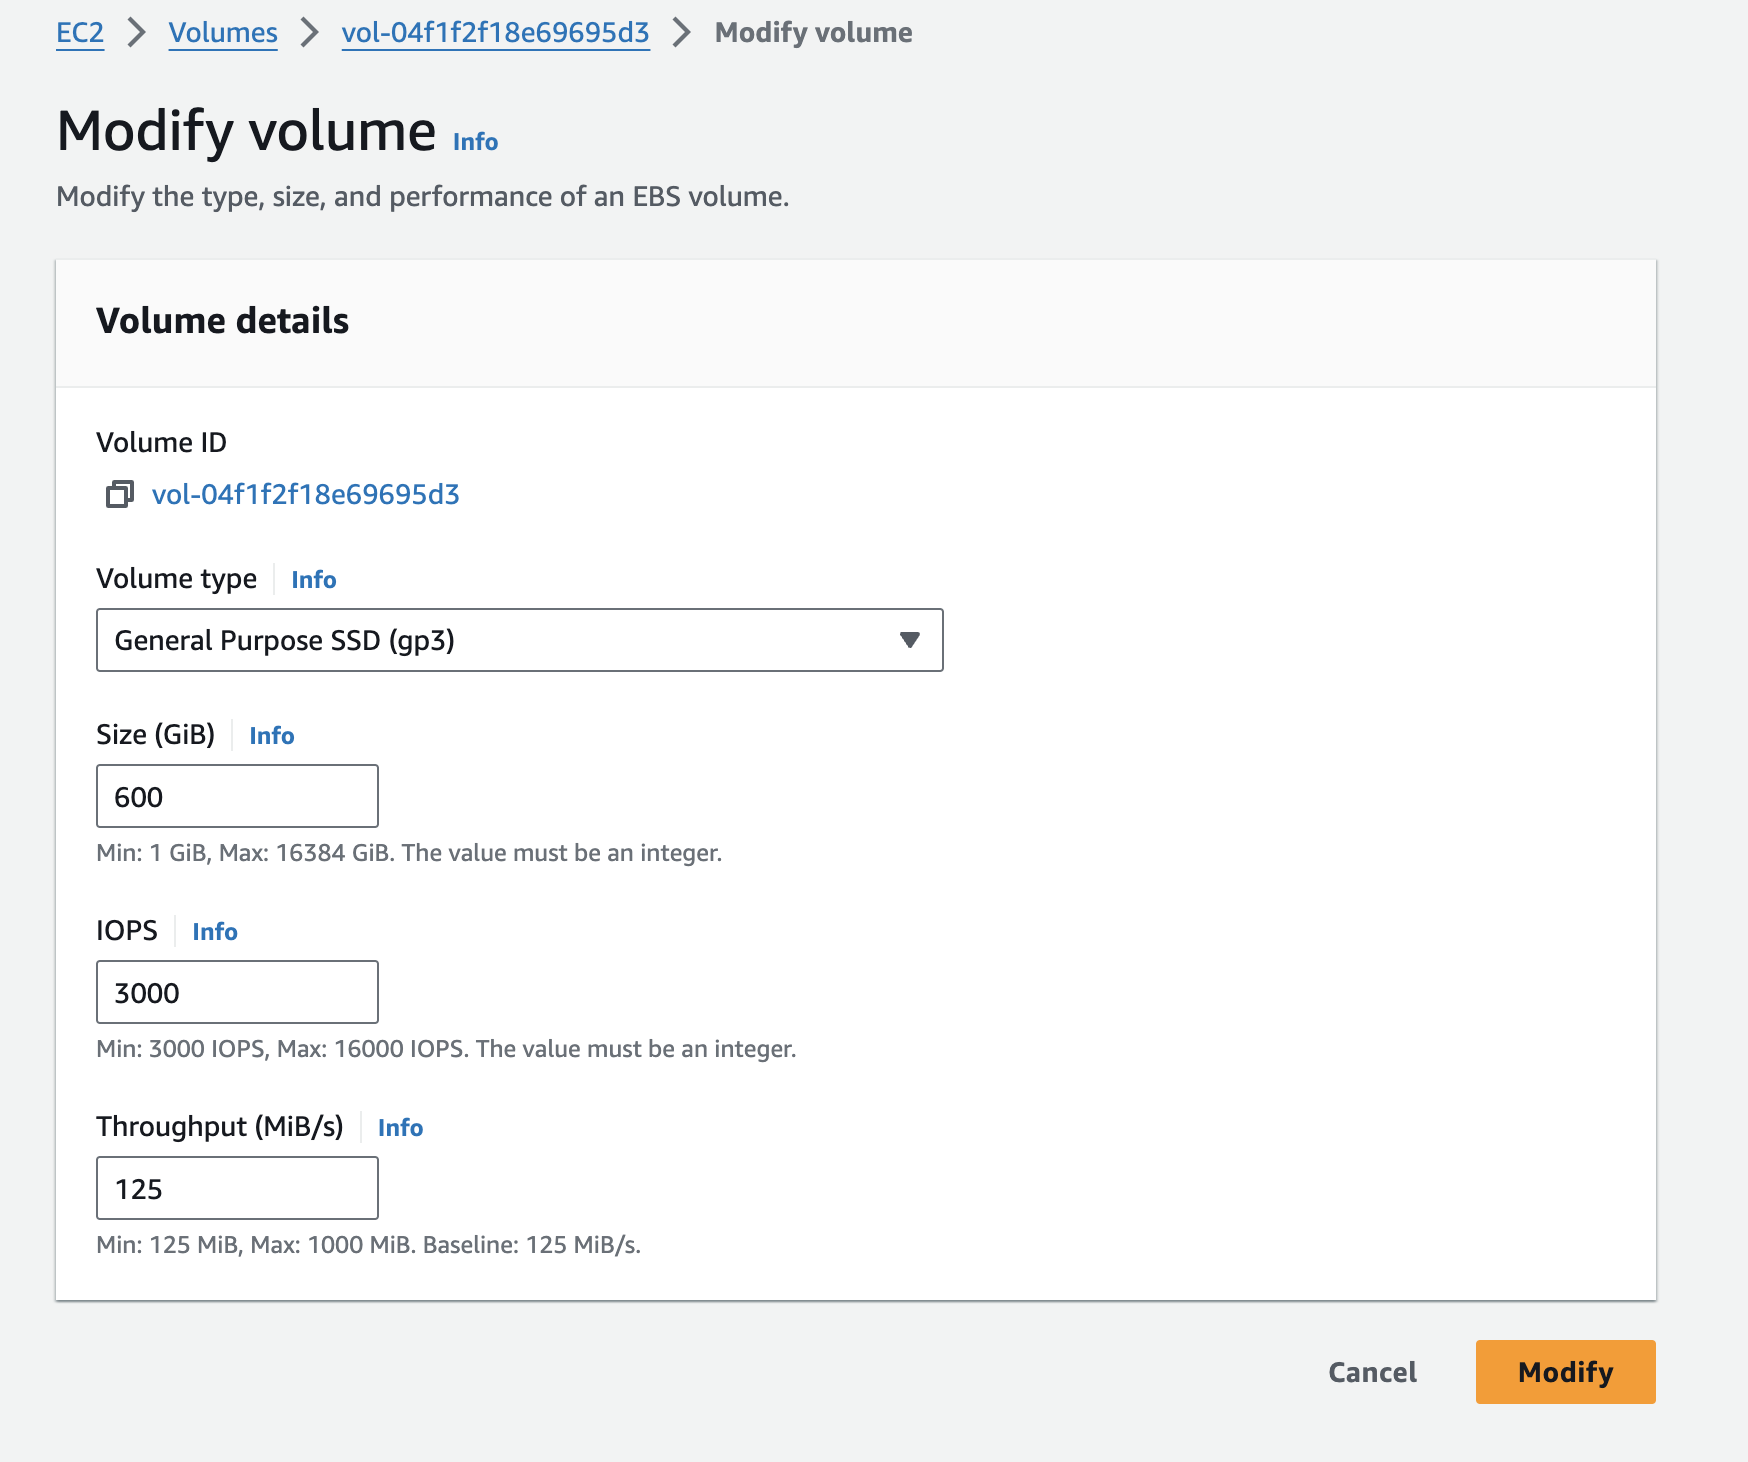 EC2 > Volumes > vol-04f1f2f18e69695d3 > Modify volume
Modify volume Info
Modify the type, size, and performance of an EBS volume.
Volume details
Volume ID
vol-04f1f2f18e69695d3
Volume type Info
General Purpose SSD (gp3)
Size (GiB) Info
600
Min: 1 GiB, Max: 16384 GiB. The value must be an integer.
IOPS Info
3000
Min: 3000 IOPS, Max: 16000 IOPS. The value must be an integer.
Throughput (MiB/s) Info
125
Min: 125 MiB, Max: 1000 MiB. Baseline: 125 MiB/s.
Cancel Modify